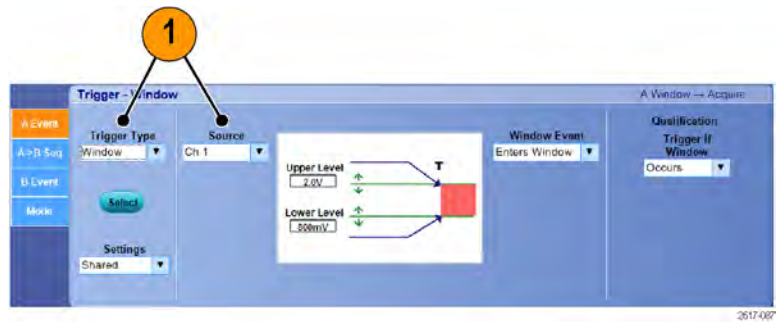 1
Trigger - Window
A Window → Acquire
A Event
A>B Seq
B Event
Mode
Trigger Type
Window
Select
Settings
Shared
Source
Ch 1
Upper Level
2.0V
Lower Level
800mV
T
Window Event
Enters Window
Qualification
Trigger if
Window
Occurs
2617-087